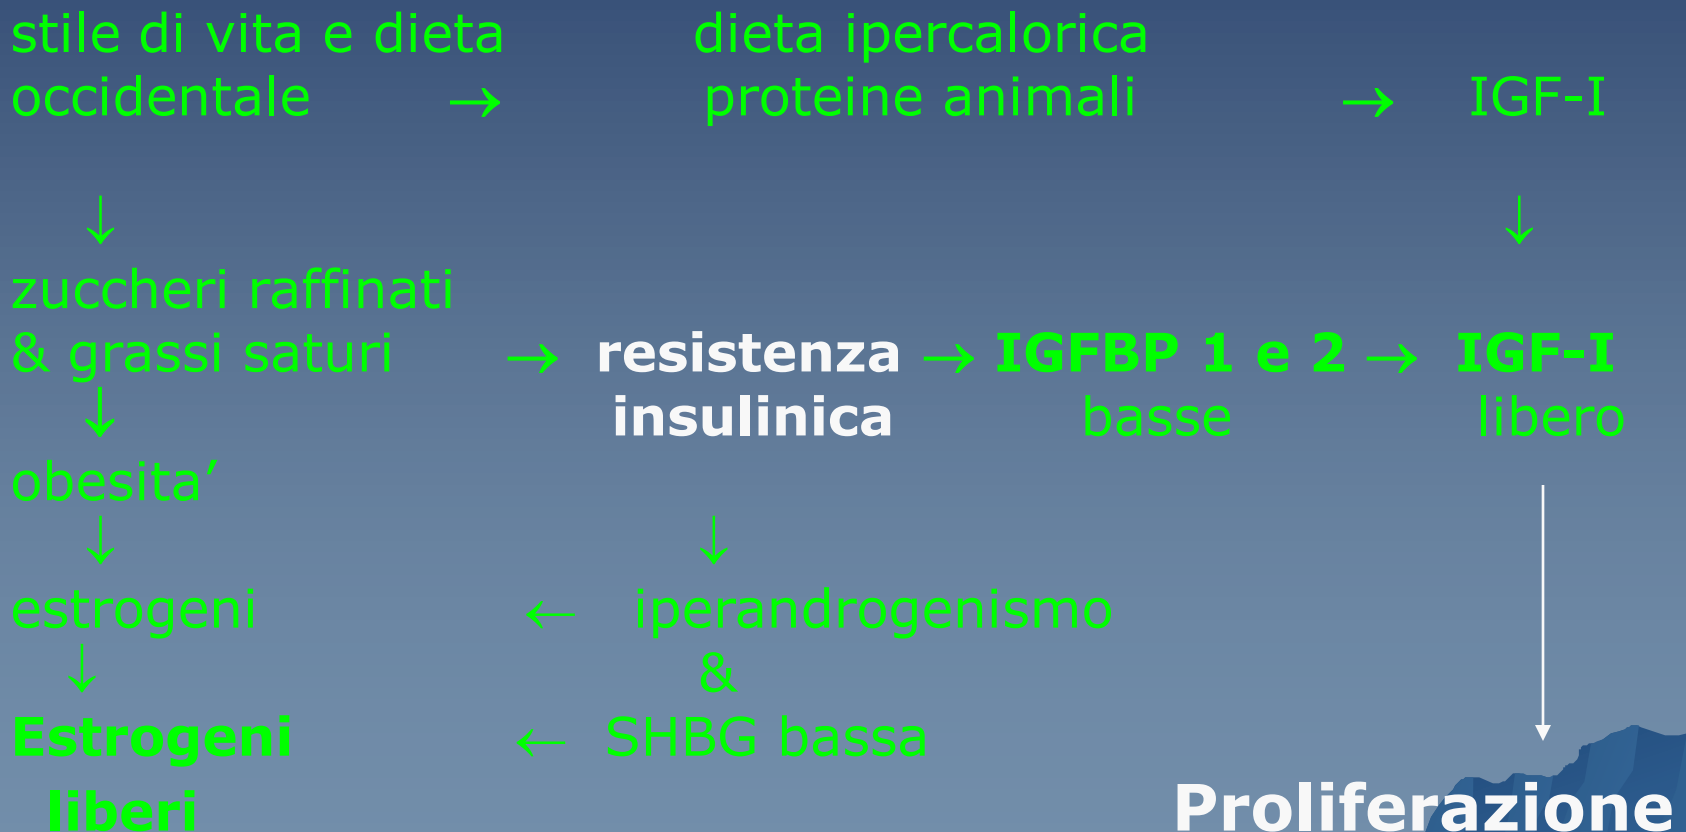 stile di vita e dieta dieta ipercalorica
occidentale → proteine animali → IGF-I
↓ ↓
zuccheri raffinati
& grassi saturi → resistenza → IGFBP 1 e 2 → IGF-I
↓ insulinica basse libero
obesita’
↓ ↓
estrogeni ← iperandrogenismo
↓ &
Estrogeni ← SHBG bassa
liberi Proliferazione